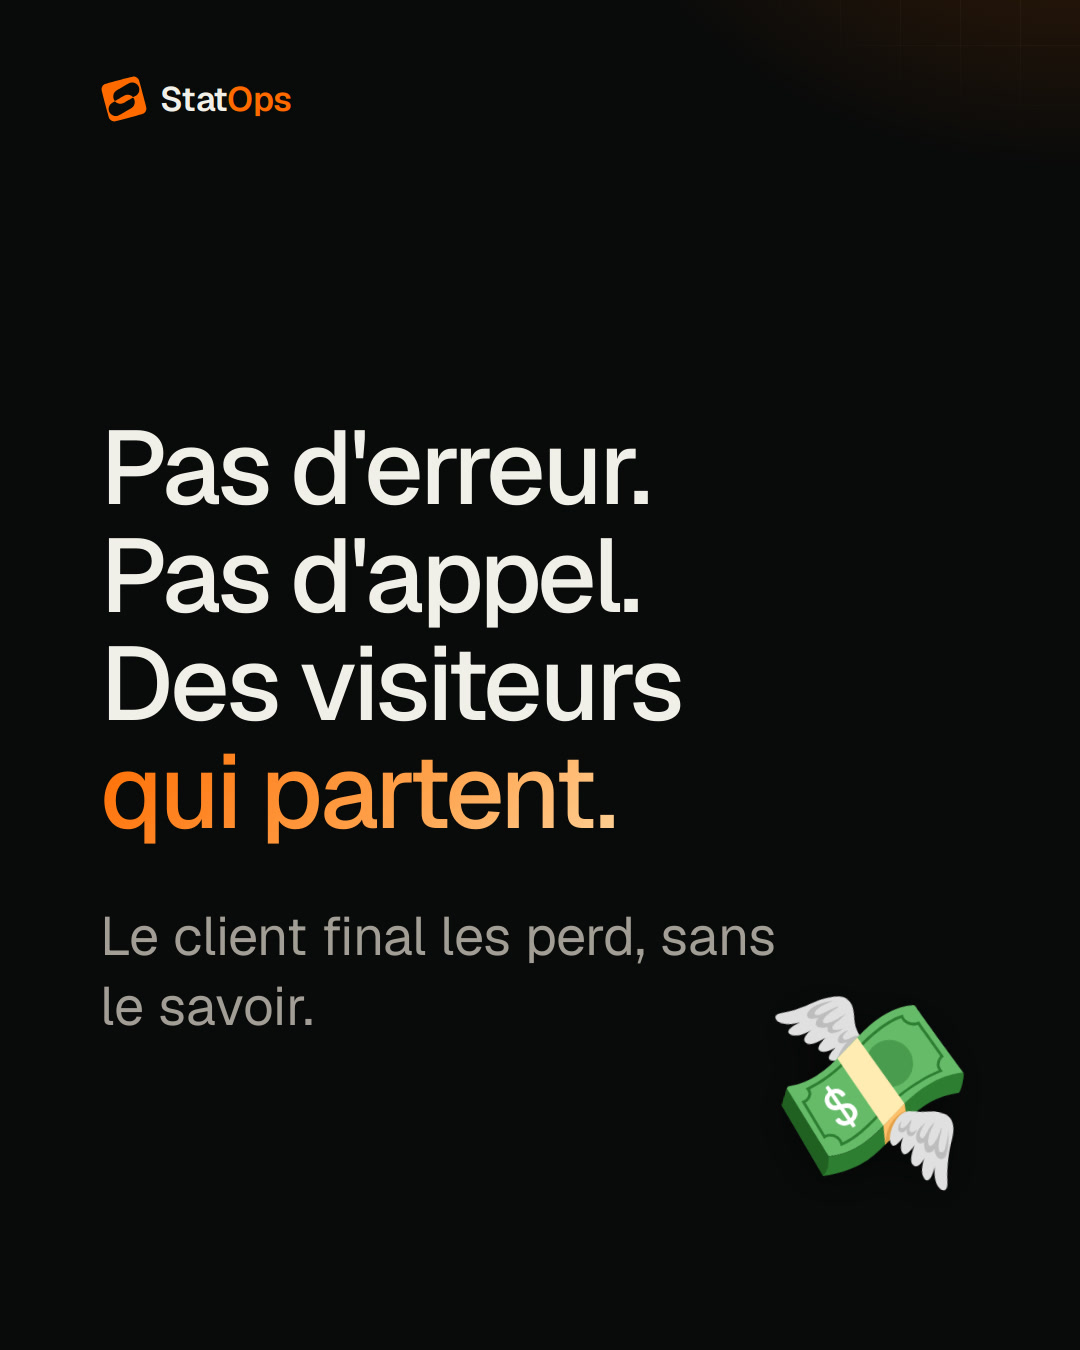 StatOps
Pas d'erreur.
Pas d'appel.
Des visiteurs
qui partent.
Le client final les perd, sans
le savoir.
$